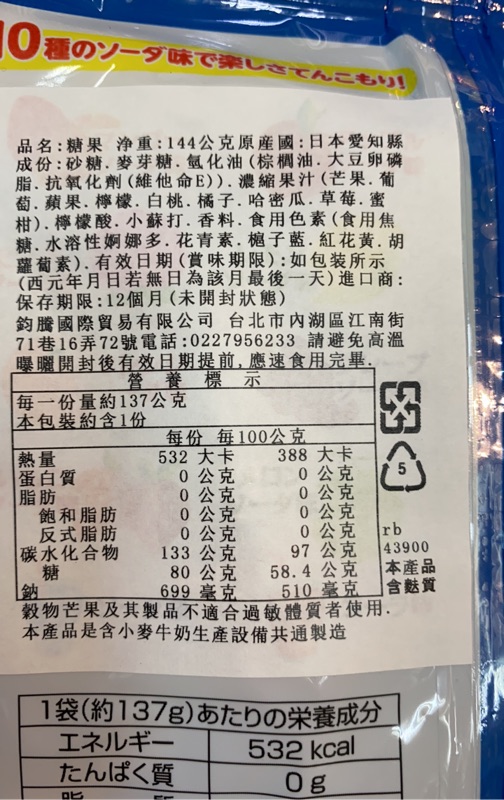 10種のソーダ味で楽しさてんこもり!
品名:糖果 淨重:144公克原產國:日本愛知縣
成份:砂糖.麥芽糖.氫化油(棕櫚油.大豆卵磷
脂.抗氧化劑(維他命E)).濃縮果汁(芒果.葡
萄.蘋果.檸檬.白桃.橘子.哈密瓜.草莓.蜜
柑).檸檬酸.小蘇打.香料.食用色素(食用焦
糖.水溶性婀娜多.花青素.梔子藍.紅花黃.胡
蘿蔔素).有效日期(賞味期限):如包裝所示
(西元年月日若無日為該月最後一天)進口商:
保存期限:12個月(未開封狀態)
鈞騰國際貿易有限公司 台北市內湖區江南街
71巷16弄72號電話:0227956233 請避免高溫
曝曬開封後有效日期提前,應速食用完畢.
營養標示
每一份量約137公克
本包裝約含1份
每份 每100公克
熱量 532 大卡 388 大卡
蛋白質 0 公克 0 公克
脂肪 0 公克 0 公克
飽和脂肪 0 公克 0 公克
反式脂肪 0 公克 0 公克
碳水化合物 133 公克 97 公克
糖 80 公克 58.4 公克
鈉 699 毫克 510 毫克
5
rb
43900
本產品
含麩質
穀物芒果及其製品不適合過敏體質者使用.
本產品是含小麥牛奶生產設備共通製造
1袋(約137g)あたりの栄養成分
エネルギー 532 kcal
たんぱく質 0g